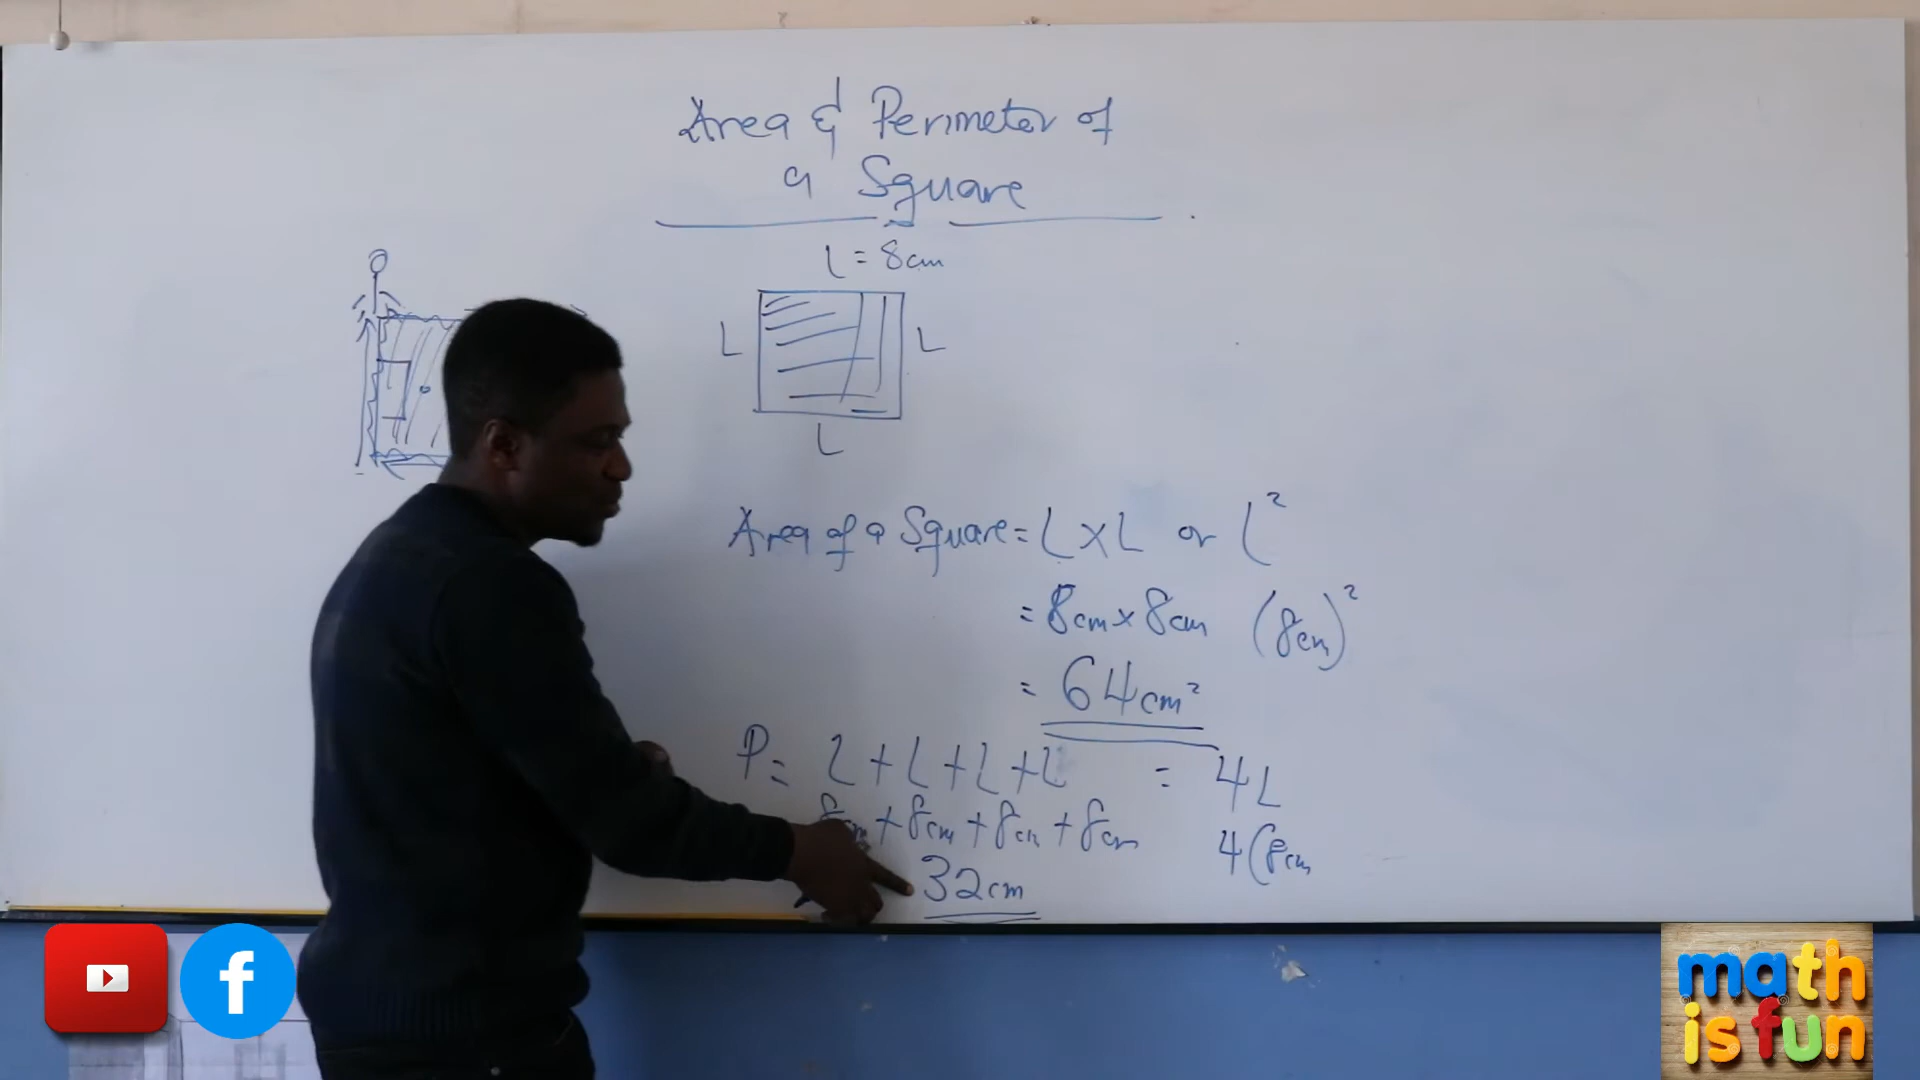 Area & Perimeter of
a Square
L = 8cm
L
L
L
Area of a Square = L × L or L²
= 8cm × 8cm (8cm)²
= 64cm²
P = L + L + L + L = 4L
8cm + 8cm + 8cm + 8cm 4(8cm
32cm
f
math
is fun